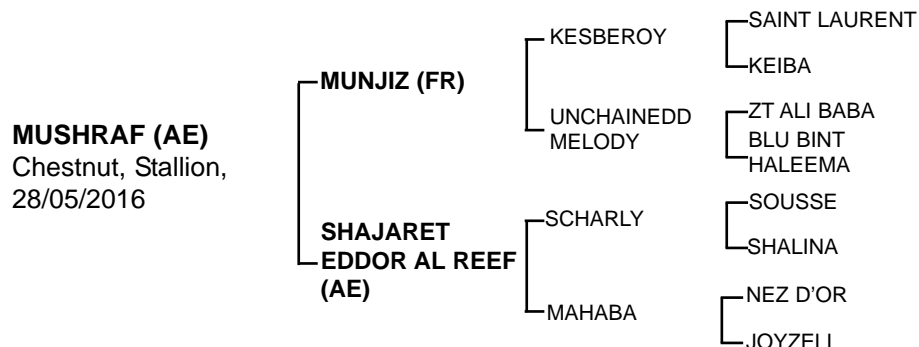 MUSHRAF (AE)
Chestnut, Stallion,
28/05/2016
MUNJIZ (FR)
SHAJARET
EDDOR AL REEF
(AE)
KESBEROY
UNCHAINEDD
MELODY
SCHARLY
MAHABA
SAINT LAURENT
KEIBA
ZT ALI BABA
BLU BINT
HALEEMA
SOUSSE
SHALINA
NEZ D'OR